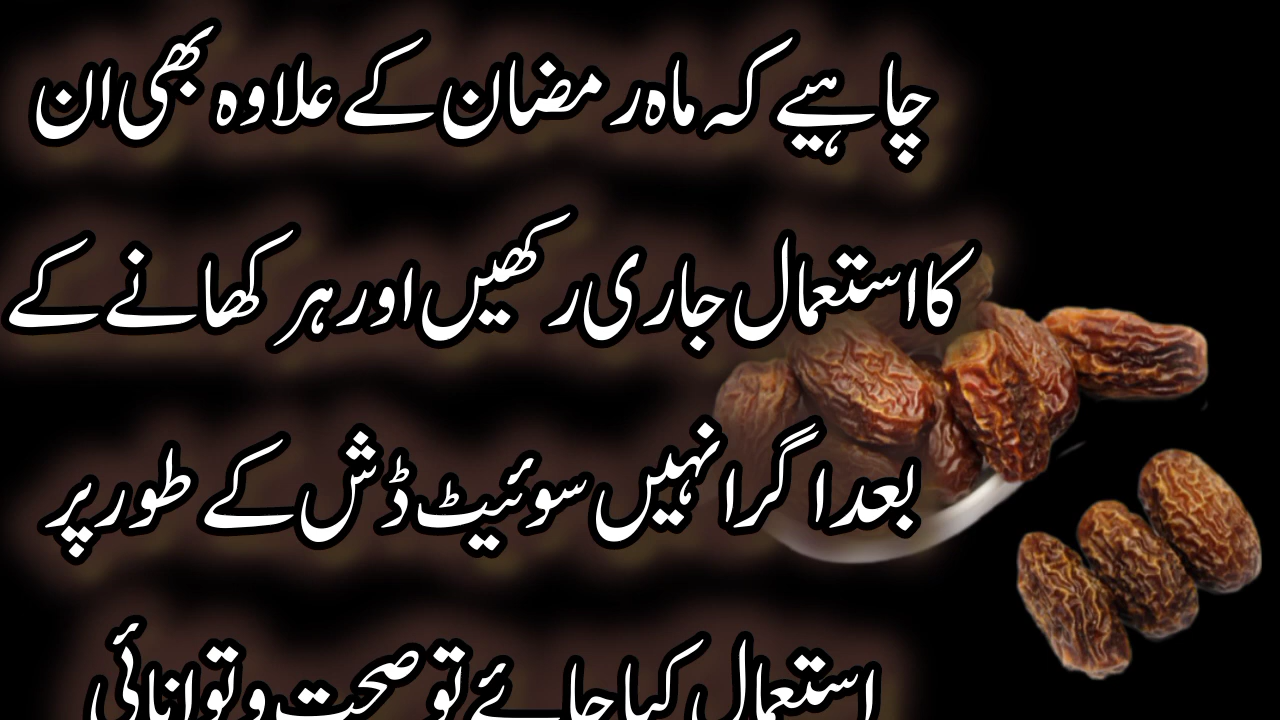 چاہیے کہ ماہ رمضان کے علاوہ بھی ان
کا استعمال جاری رکھیں اور ہر کھانے کے
بعد اگر انہیں سوئیٹ ڈش کے طور پر
استعمال کیا جائے تو صحت و توانائی